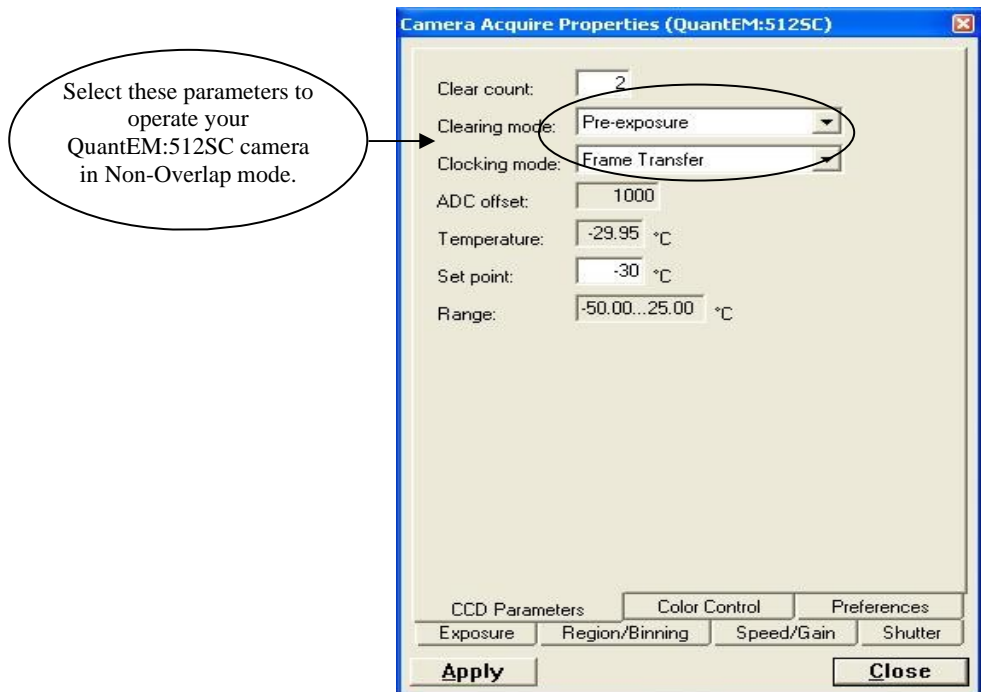 Camera Acquire Properties (QuantEM:512SC)
Select these parameters to
operate your
QuantEM:512SC camera
in Non-Overlap mode.
Clear count: 2
Clearing mode: Pre-exposure
Clocking mode: Frame Transfer
ADC offset: 1000
Temperature: -29.95 °C
Set point: -30 °C
Range: -50.00...25.00 °C
CCD Parameters Color Control Preferences
Exposure Region/Binning Speed/Gain Shutter
Apply Close